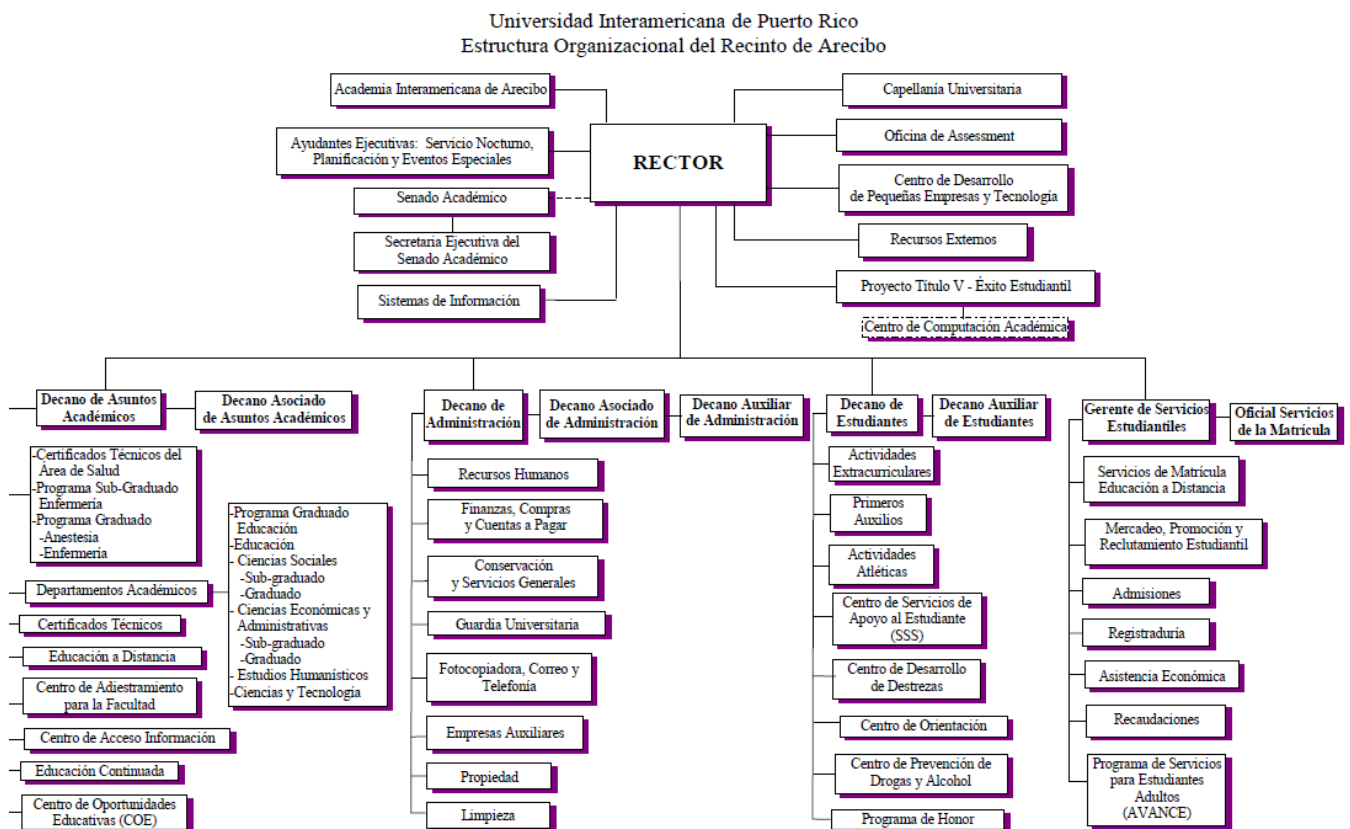 Universidad Interamericana de Puerto Rico
Estructura Organizacional del Recinto de Arecibo
Academia Interamericana de Arecibo
Ayudantes Ejecutivas: Servicio Nocturno,
Planificación y Eventos Especiales
Senado Académico
Secretaria Ejecutiva del
Senado Académico
Sistemas de Información
RECTOR
Capellanía Universitaria
Oficina de Assessment
Centro de Desarrollo
de Pequeñas Empresas y Tecnología
Recursos Externos
Proyecto Titulo V - Éxito Estudiantil
Centro de Computación Académica
Decano de Asuntos
Académicos
Decano Asociado
de Asuntos Académicos
-Certificados Técnicos del
Área de Salud
-Programa Sub-Graduado
Enfermería
-Programa Graduado
-Anestesia
-Enfermería
Departamentos Académicos
-Programa Graduado
Educación
-Educación
- Ciencias Sociales
-Sub-graduado
-Graduado
- Ciencias Económicas y
Administrativas
-Sub-graduado
-Graduado
- Estudios Humanísticos
-Ciencias y Tecnología
Certificados Técnicos
Educación a Distancia
Centro de Adiestramiento
para la Facultad
Centro de Acceso Información
Educación Continuada
Centro de Oportunidades
Educativas (COE)
Decano de
Administración
Decano Asociado
de Administración
Decano Auxiliar
de Administración
Recursos Humanos
Finanzas, Compras
y Cuentas a Pagar
Conservación
y Servicios Generales
Guardia Universitaria
Fotocopiadora, Correo y
Telefonía
Empresas Auxiliares
Propiedad
Limpieza
Decano de
Estudiantes
Decano Auxiliar
de Estudiantes
Actividades
Extracurriculares
Primeros
Auxilios
Actividades
Atléticas
Centro de Servicios de
Apoyo al Estudiante
(SSS)
Centro de Desarrollo
de Destrezas
Centro de Orientación
Centro de Prevención de
Drogas y Alcohol
Programa de Honor
Gerente de Servicios
Estudiantiles
Oficial Servicios
de la Matrícula
Servicios de Matrícula
Educación a Distancia
Mercadeo, Promoción y
Reclutamiento Estudiantil
Admisiones
Registraduría
Asistencia Económica
Recaudaciones
Programa de Servicios
para Estudiantes
Adultos
(AVANCE)